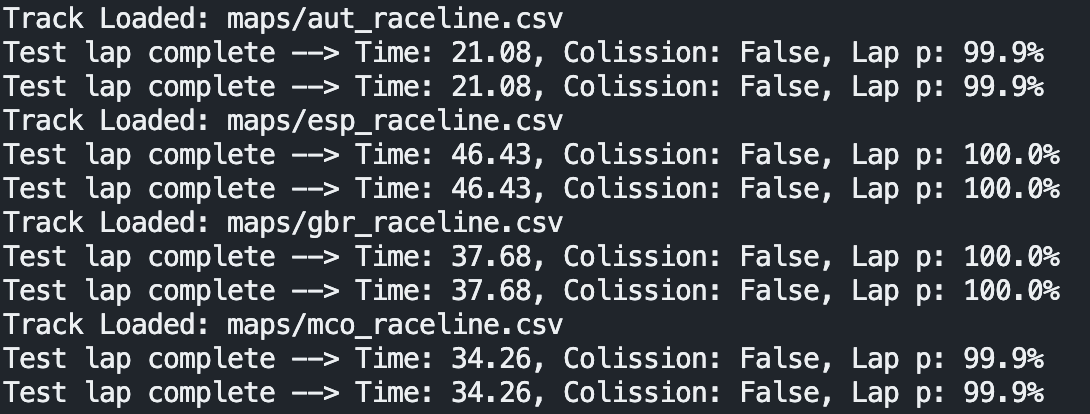 Track Loaded: maps/aut_raceline.csv
Test lap complete --> Time: 21.08, Colission: False, Lap p: 99.9%
Test lap complete --> Time: 21.08, Colission: False, Lap p: 99.9%
Track Loaded: maps/esp_raceline.csv
Test lap complete --> Time: 46.43, Colission: False, Lap p: 100.0%
Test lap complete --> Time: 46.43, Colission: False, Lap p: 100.0%
Track Loaded: maps/gbr_raceline.csv
Test lap complete --> Time: 37.68, Colission: False, Lap p: 100.0%
Test lap complete --> Time: 37.68, Colission: False, Lap p: 100.0%
Track Loaded: maps/mco_raceline.csv
Test lap complete --> Time: 34.26, Colission: False, Lap p: 99.9%
Test lap complete --> Time: 34.26, Colission: False, Lap p: 99.9%